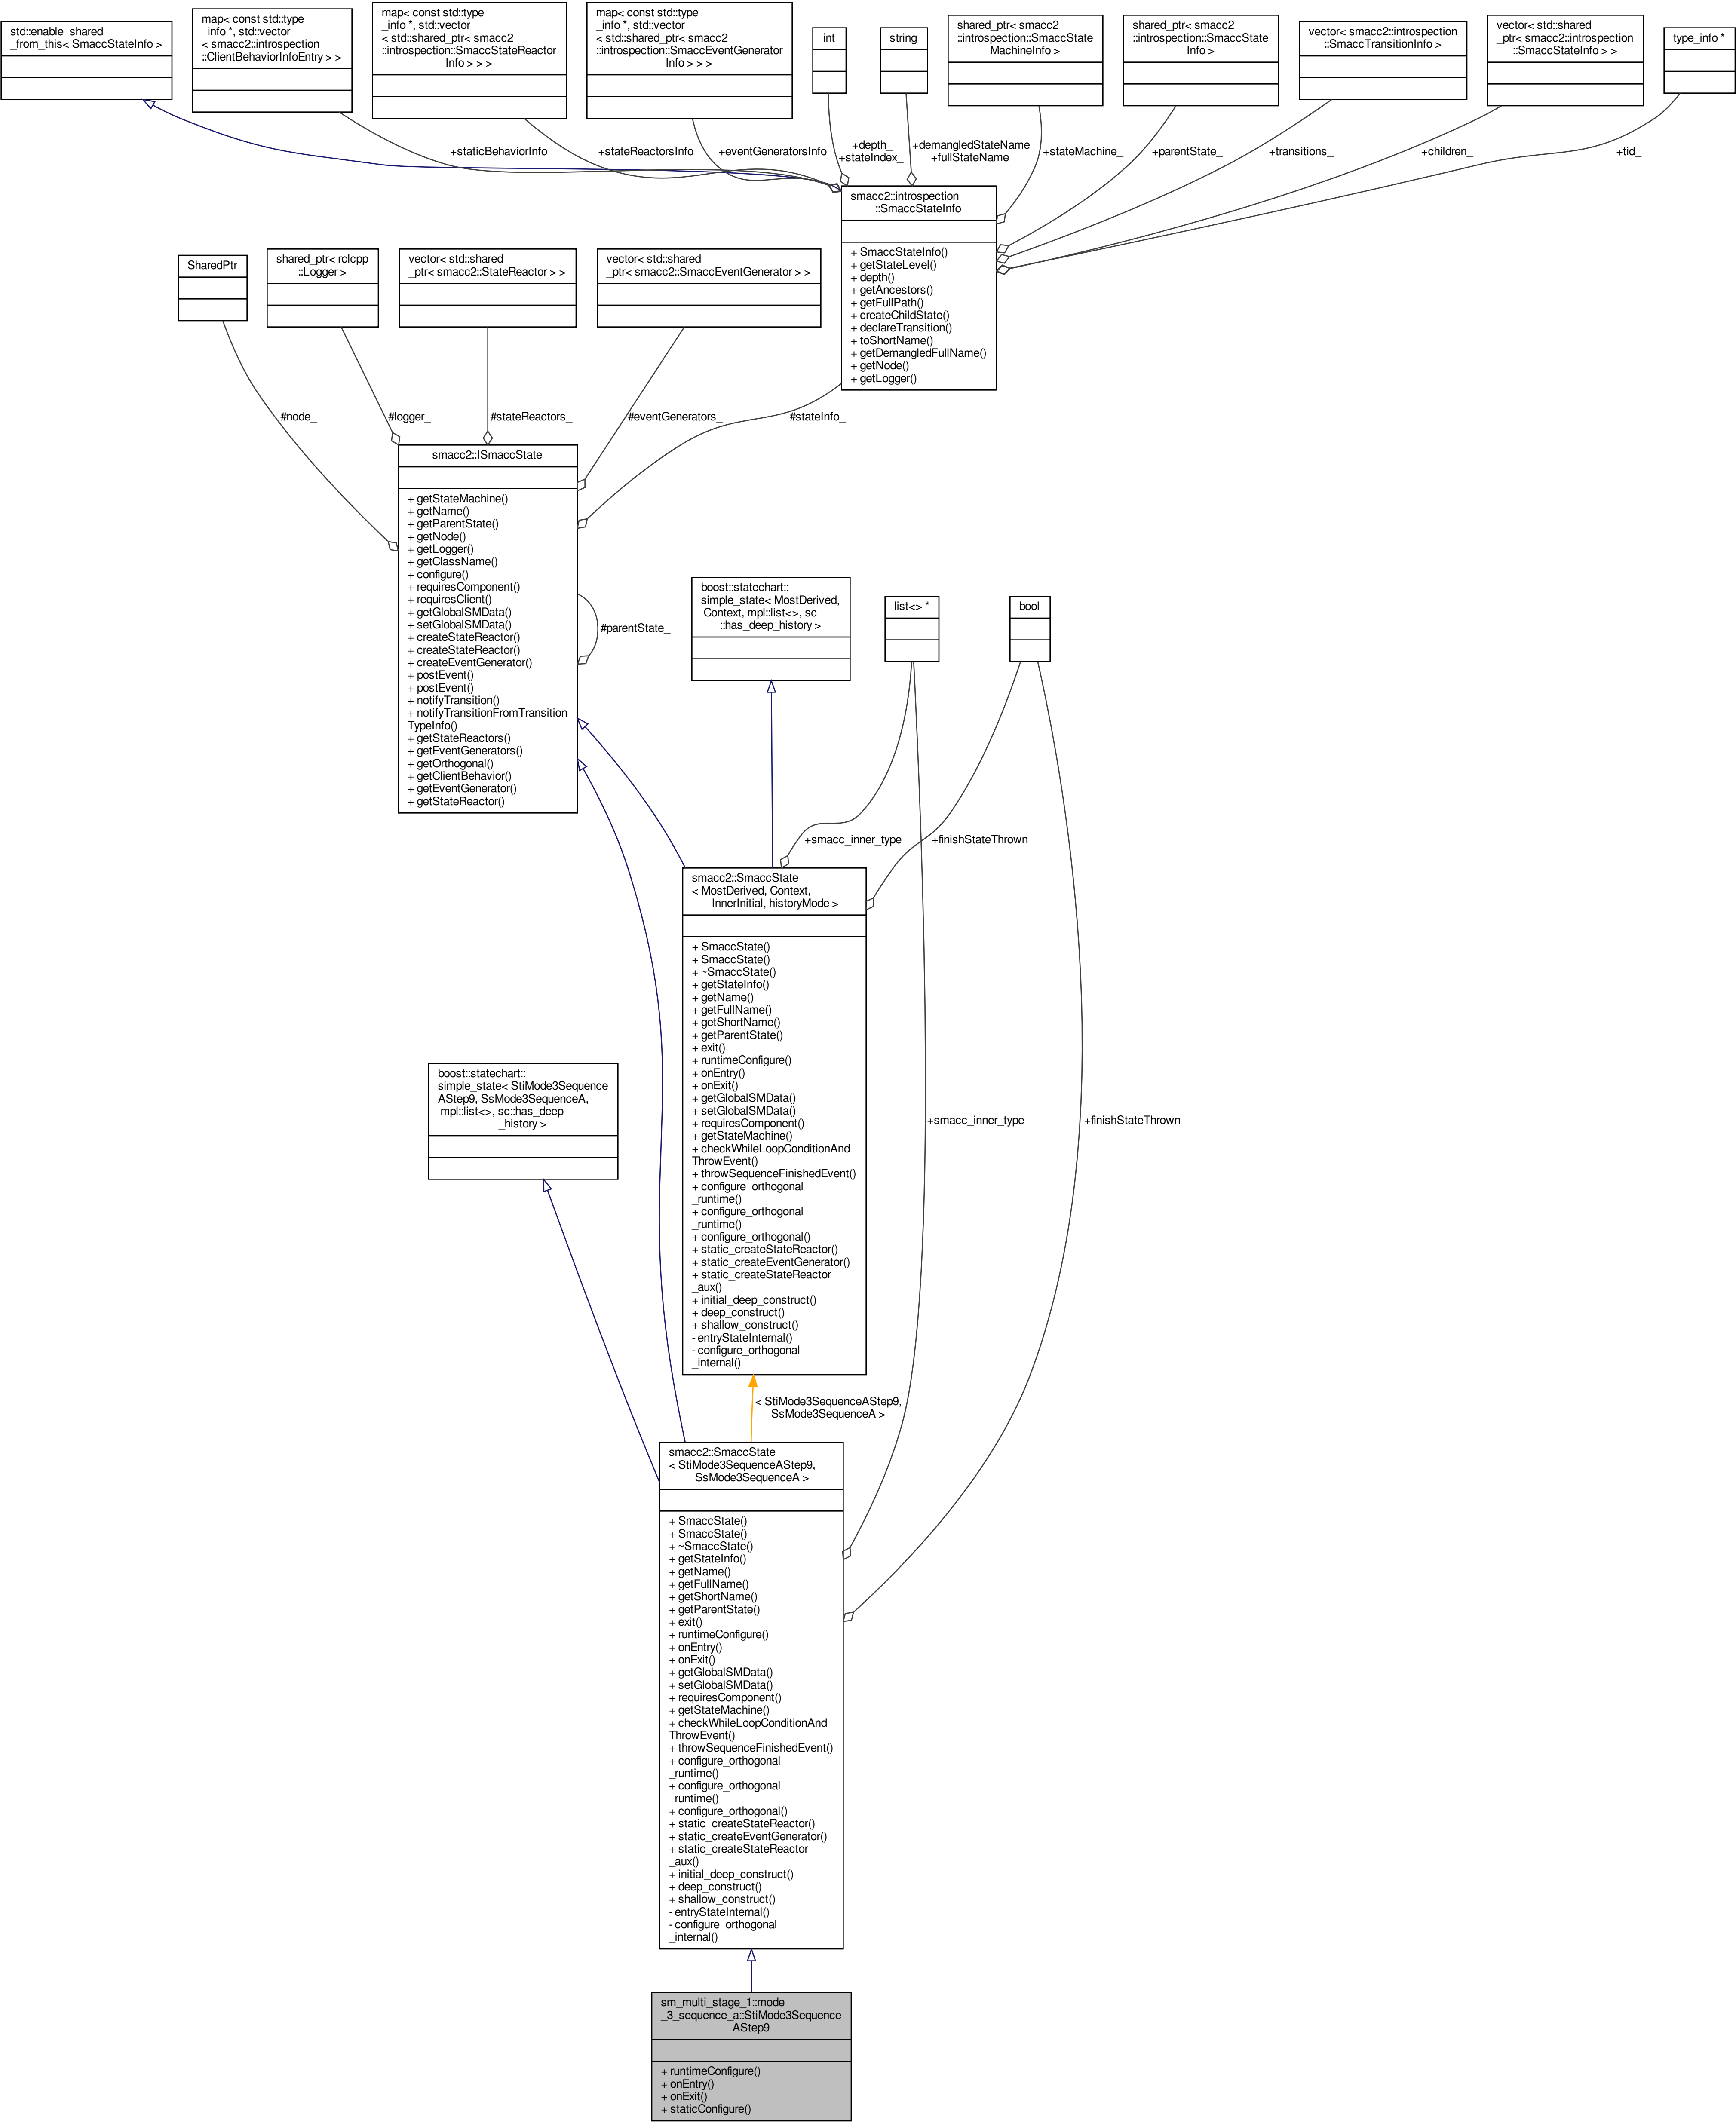 std::enable_shared
_from_this< SmaccStateInfo >
map< const std::type
_info *, std::vector
< smacc2::introspection
::ClientBehaviorInfoEntry > >
map< const std::type
_info *, std::vector
< std::shared_ptr< smacc2
::introspection::SmaccStateReactor
Info > > >
map< const std::type
_info *, std::vector
< std::shared_ptr< smacc2
::introspection::SmaccEventGenerator
Info > > >
int
string
shared_ptr< smacc2
::introspection::SmaccState
MachineInfo >
shared_ptr< smacc2
::introspection::SmaccState
Info >
vector< smacc2::introspection
::SmaccTransitionInfo >
vector< std::shared
_ptr< smacc2::introspection
::SmaccStateInfo > >
type_info *
+staticBehaviorInfo
+stateReactorsInfo
+eventGeneratorsInfo
+depth_
+stateIndex_
+demangledStateName
+fullStateName
+stateMachine_
+parentState_
+transitions_
+children_
+tid_
smacc2::introspection
::SmaccStateInfo
+ SmaccStateInfo()
+ getStateLevel()
+ depth()
+ getAncestors()
+ getFullPath()
+ createChildState()
+ declareTransition()
+ toShortName()
+ getDemangledFullName()
+ getNode()
+ getLogger()
SharedPtr
shared_ptr< rclcpp
::Logger >
vector< std::shared
_ptr< smacc2::StateReactor > >
vector< std::shared
_ptr< smacc2::SmaccEventGenerator > >
#node_
#logger_
#stateReactors_
#eventGenerators_
#stateInfo_
smacc2::ISmaccState
+ getStateMachine()
+ getName()
+ getParentState()
+ getNode()
+ getLogger()
+ getClassName()
+ configure()
+ requiresComponent()
+ requiresClient()
+ getGlobalSMData()
+ setGlobalSMData()
+ createStateReactor()
+ createStateReactor()
+ createEventGenerator()
+ postEvent()
+ postEvent()
+ notifyTransition()
+ notifyTransitionFromTransition
TypeInfo()
+ getStateReactors()
+ getEventGenerators()
+ getOrthogonal()
+ getClientBehavior()
+ getEventGenerator()
+ getStateReactor()
#parentState_
boost::statechart::
simple_state< MostDerived,
Context, mpl::list<>, sc
::has_deep_history >
list<> *
bool
+smacc_inner_type
+finishStateThrown
smacc2::SmaccState
< MostDerived, Context,
InnerInitial, historyMode >
+ SmaccState()
+ SmaccState()
+ ~SmaccState()
+ getStateInfo()
+ getName()
+ getFullName()
+ getShortName()
+ getParentState()
+ exit()
+ runtimeConfigure()
+ onEntry()
+ onExit()
+ getGlobalSMData()
+ setGlobalSMData()
+ requiresComponent()
+ getStateMachine()
+ checkWhileLoopConditionAnd
ThrowEvent()
+ throwSequenceFinishedEvent()
+ configure_orthogonal
_runtime()
+ configure_orthogonal
_runtime()
+ configure_orthogonal()
+ static_createStateReactor()
+ static_createEventGenerator()
+ static_createStateReactor
_aux()
+ initial_deep_construct()
+ deep_construct()
+ shallow_construct()
- entryStateInternal()
- configure_orthogonal
_internal()
boost::statechart::
simple_state< StiMode3Sequence
AStep9, SsMode3SequenceA,
mpl::list<>, sc::has_deep
_history >
+smacc_inner_type
+finishStateThrown
< StiMode3SequenceAStep9,
SsMode3SequenceA >
smacc2::SmaccState
< StiMode3SequenceAStep9,
SsMode3SequenceA >
+ SmaccState()
+ SmaccState()
+ ~SmaccState()
+ getStateInfo()
+ getName()
+ getFullName()
+ getShortName()
+ getParentState()
+ exit()
+ runtimeConfigure()
+ onEntry()
+ onExit()
+ getGlobalSMData()
+ setGlobalSMData()
+ requiresComponent()
+ getStateMachine()
+ checkWhileLoopConditionAnd
ThrowEvent()
+ throwSequenceFinishedEvent()
+ configure_orthogonal
_runtime()
+ configure_orthogonal
_runtime()
+ configure_orthogonal()
+ static_createStateReactor()
+ static_createEventGenerator()
+ static_createStateReactor
_aux()
+ initial_deep_construct()
+ deep_construct()
+ shallow_construct()
- entryStateInternal()
- configure_orthogonal
_internal()
sm_multi_stage_1::mode
_3_sequence_a::StiMode3Sequence
AStep9
+ runtimeConfigure()
+ onEntry()
+ onExit()
+ staticConfigure()